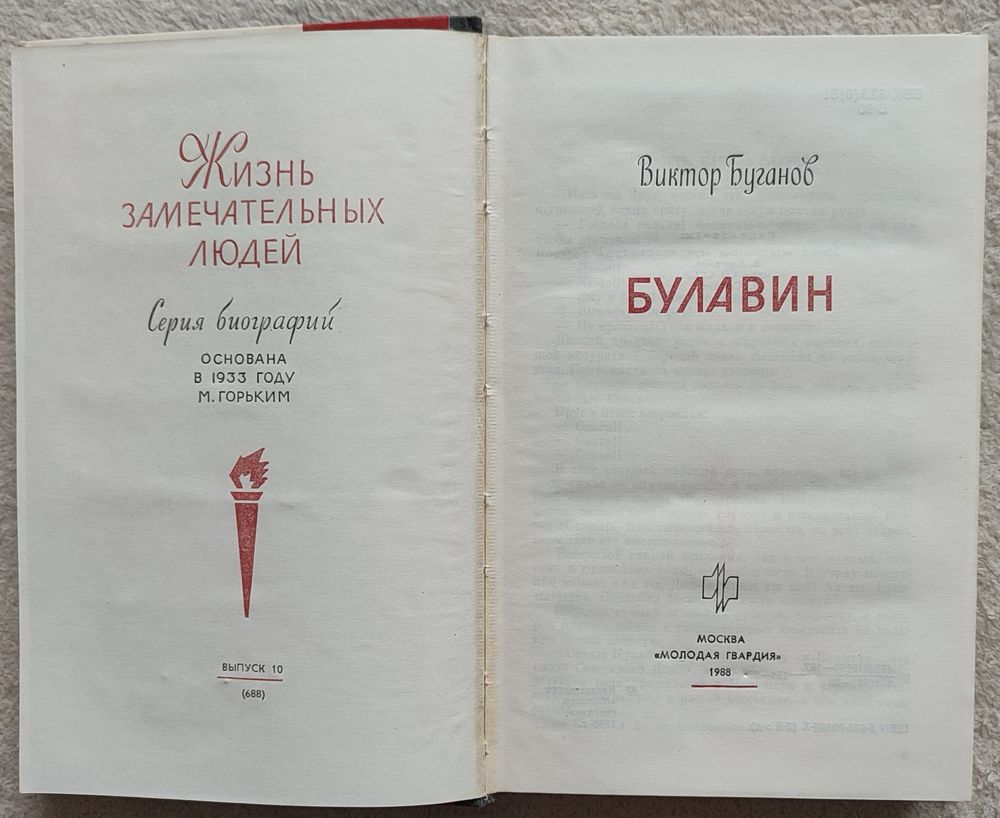 Жизнь
ЗАМЕЧАТЕЛЬНЫХ
ЛЮДЕЙ
Серия биографий
ОСНОВАНА
В 1933 ГОДУ
М. ГОРЬКИМ
ВЫПУСК 10
(688)
Виктор Буганов
БУЛАВИН
МОСКВА
«МОЛОДАЯ ГВАРДИЯ»
1988